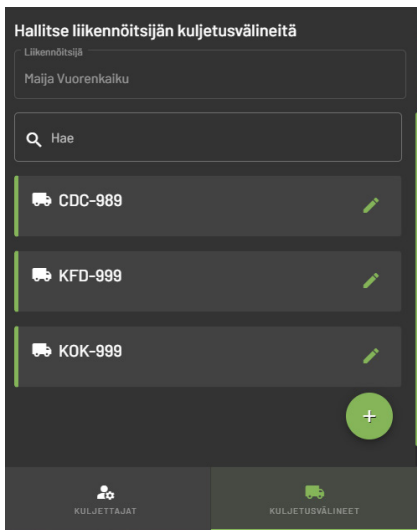 Hallitse liikennöitsijän kuljetusvälineitä
Liikennöitsijä
Maija Vuorenkaiku
Hae
CDC-989
KFD-999
KOK-999
KULJETTAJAT
KULJETUSVÄLINEET